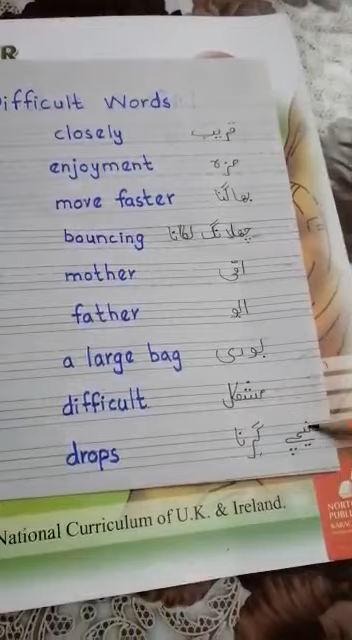 R
Difficult Words
closely قریب
enjoyment مزہ
move faster بھاگنا
bouncing چھلانگ لگانا
mother امّی
father ابو
a large bag بوری
difficult مشکل
drops نیچے گرنا
National Curriculum of U.K. & Ireland.